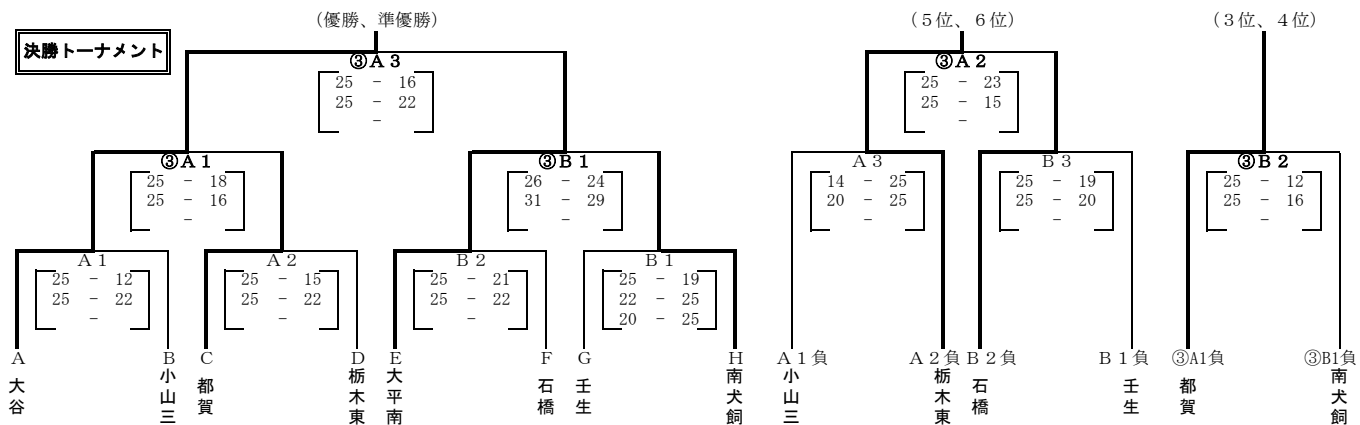 (優勝、準優勝)
(5位、6位)
(3位、4位)
決勝トーナメント
③A3
25 - 16
25 - 22
-
③A2
25 - 23
25 - 15
-
③A1
25 - 18
25 - 16
-
③B1
26 - 24
31 - 29
-
A3
14 - 25
20 - 25
-
B3
25 - 19
25 - 20
-
③B2
25 - 12
25 - 16
-
A1
25 - 12
25 - 22
-
A2
25 - 15
25 - 22
-
B2
25 - 21
25 - 22
-
B1
25 - 19
22 - 25
20 - 25
A
B
C
D
E
F
G
H
A1負
A2負
B2負
B1負
③A1負
③B1負
大谷
小山三
都賀
栃木東
大平南
石橋
壬生
南犬飼
小山三
栃木東
石橋
壬生
都賀
南犬飼